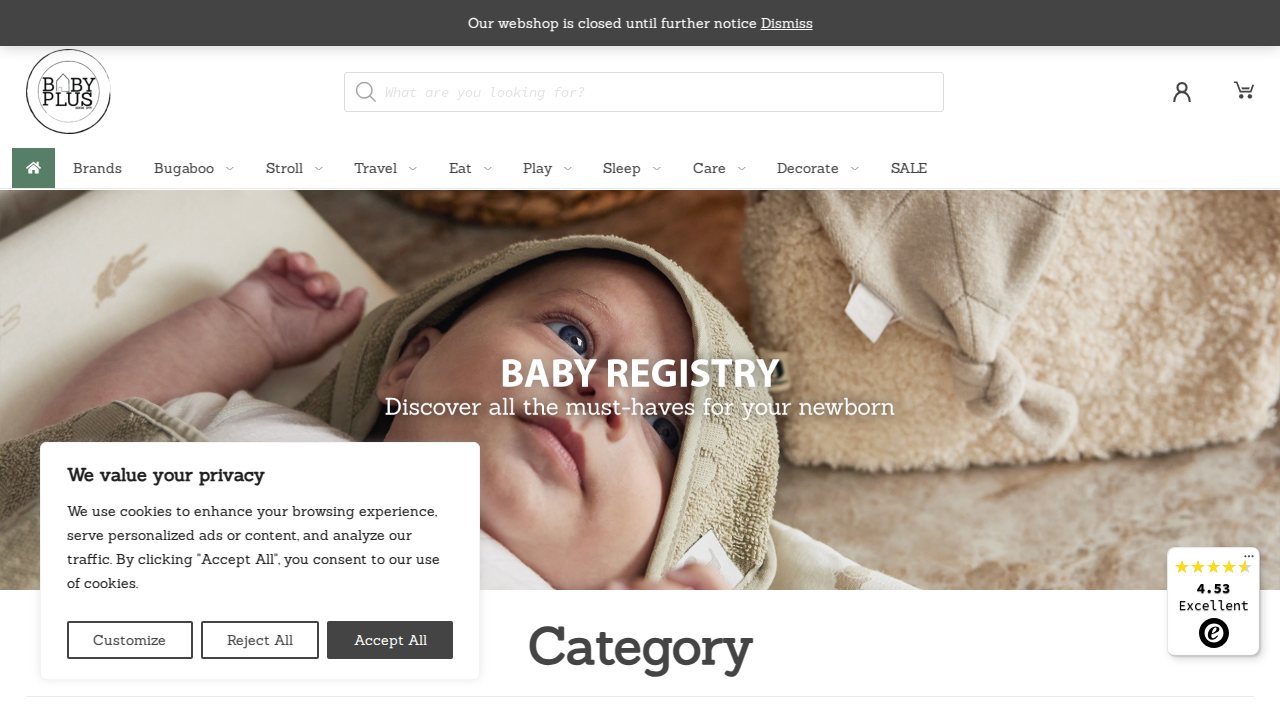 Our webshop is closed until further notice Dismiss
BABY
PLUS
What are you looking for?
Brands
Bugaboo
Stroll
Travel
Eat
Play
Sleep
Care
Decorate
SALE
BABY REGISTRY
Discover all the must-haves for your newborn
We value your privacy
We use cookies to enhance your browsing experience,
serve personalized ads or content, and analyze our
traffic. By clicking "Accept All", you consent to our use
of cookies.
Customize
Reject All
Accept All
4.53
Excellent
Category